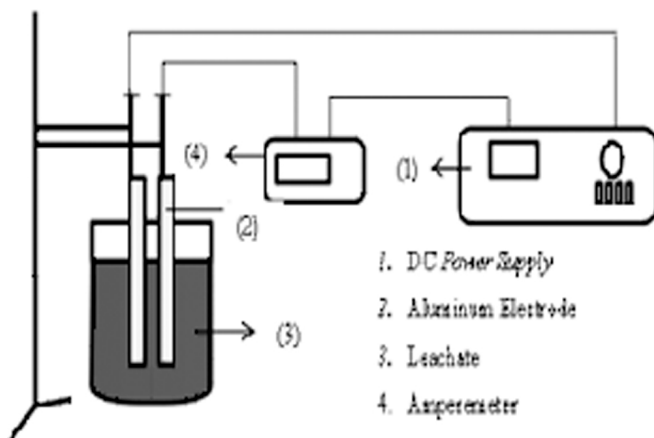 (4)
(1)
(2)
(3)
1. DC Power Supply
2. Aluminum Electrode
3. Leachate
4. Amperemeter